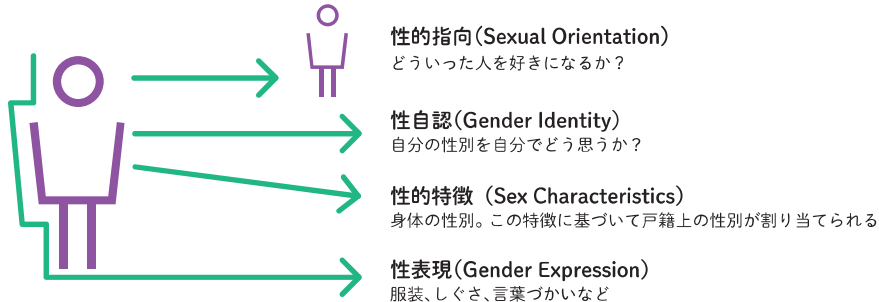 性的指向(Sexual Orientation)
どういった人を好きになるか？
性自認(Gender Identity)
自分の性別を自分でどう思うか？
性的特徴 (Sex Characteristics)
身体の性別。この特徴に基づいて戸籍上の性別が割り当てられる
性表現(Gender Expression)
服装、しぐさ、言葉づかいなど